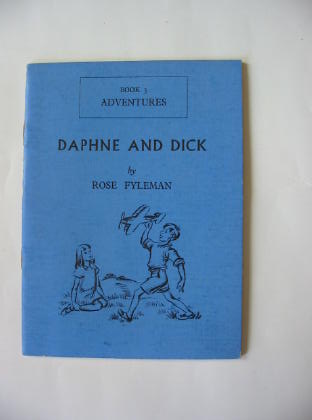 BOOK 3
ADVENTURES
DAPHNE AND DICK
by
ROSE FYLEMAN